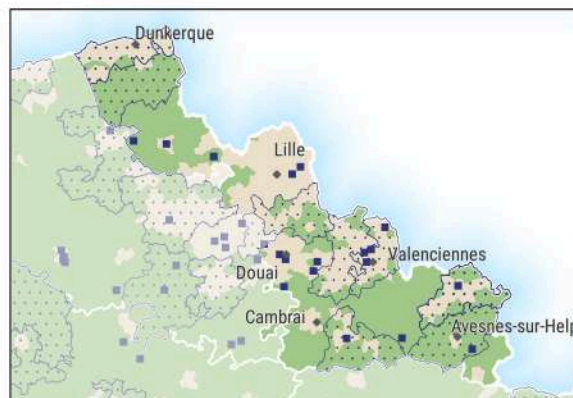 Dunkerque
Lille
Valenciennes
Douai
Cambrai
Avesnes-sur-Help